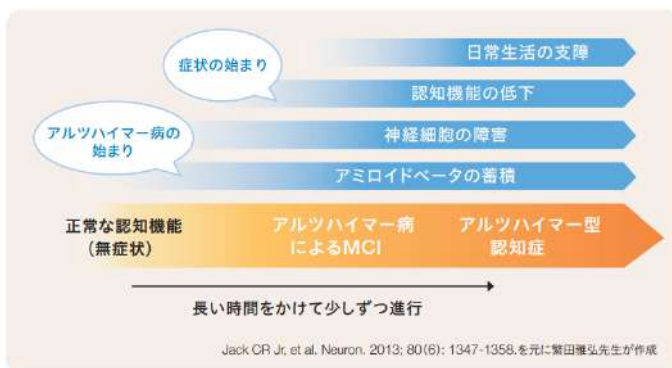 日常生活の支障
症状の始まり
認知機能の低下
アルツハイマー病の
始まり
神経細胞の障害
アミロイドベータの蓄積
正常な認知機能
(無症状)
アルツハイマー病
によるMCI
アルツハイマー型
認知症
長い時間をかけて少しずつ進行
Jack CR Jr, et al. Neuron. 2013; 80(6): 1347-1358.を元に繁田雅弘先生が作成